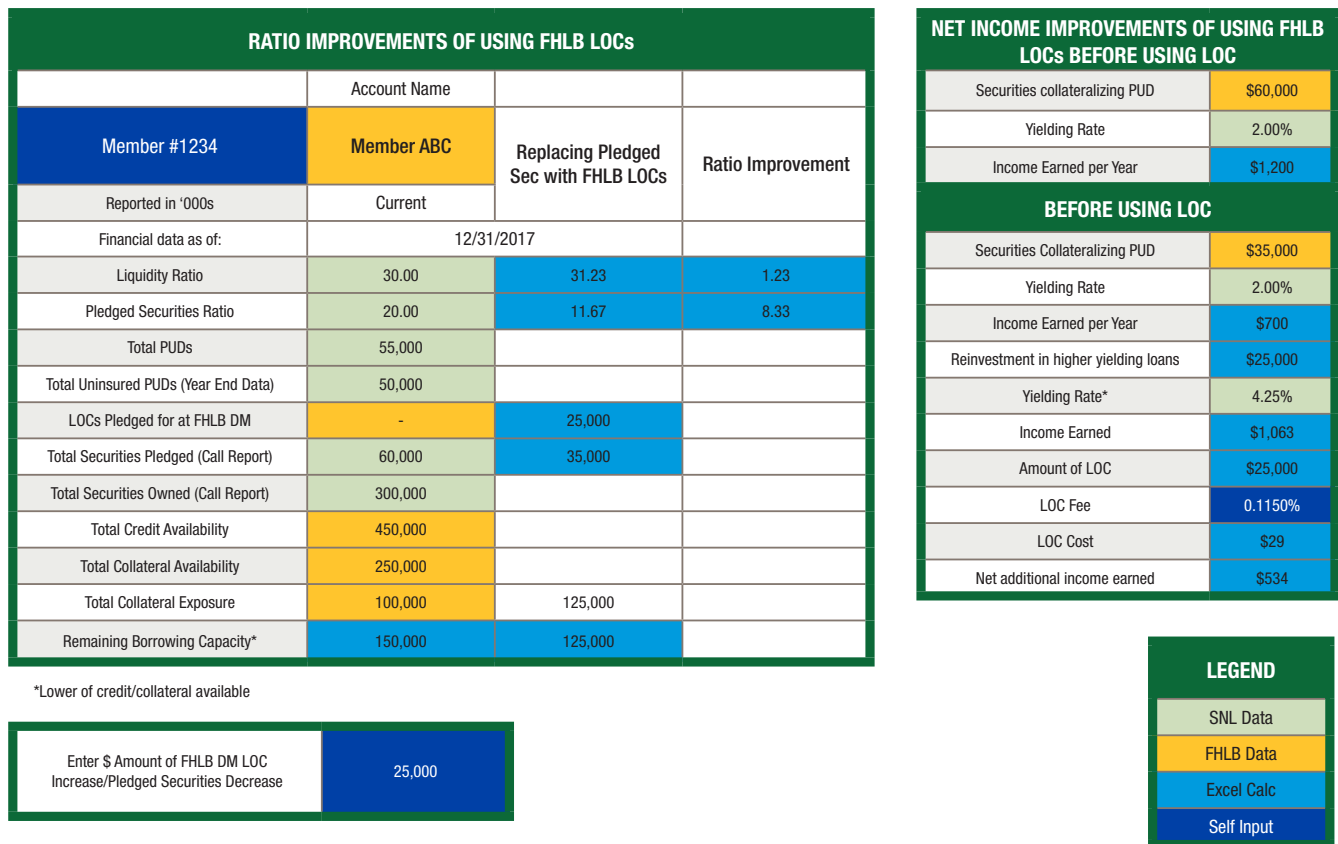 RATIO IMPROVEMENTS OF USING FHLB LOCs
Account Name
Member #1234 Member ABC Replacing Pledged Sec with FHLB LOCs Ratio Improvement
Reported in ‘000s Current
Financial data as of: 12/31/2017
Liquidity Ratio 30.00 31.23 1.23
Pledged Securities Ratio 20.00 11.67 8.33
Total PUDs 55,000
Total Uninsured PUDs (Year End Data) 50,000
LOCs Pledged for at FHLB DM - 25,000
Total Securities Pledged (Call Report) 60,000 35,000
Total Securities Owned (Call Report) 300,000
Total Credit Availability 450,000
Total Collateral Availability 250,000
Total Collateral Exposure 100,000 125,000
Remaining Borrowing Capacity* 150,000 125,000
*Lower of credit/collateral available
Enter $ Amount of FHLB DM LOC
Increase/Pledged Securities Decrease
25,000
NET INCOME IMPROVEMENTS OF USING FHLB
LOCs BEFORE USING LOC
Securities collateralizing PUD $60,000
Yielding Rate 2.00%
Income Earned per Year $1,200
BEFORE USING LOC
Securities Collateralizing PUD $35,000
Yielding Rate 2.00%
Income Earned per Year $700
Reinvestment in higher yielding loans $25,000
Yielding Rate* 4.25%
Income Earned $1,063
Amount of LOC $25,000
LOC Fee 0.1150%
LOC Cost $29
Net additional income earned $534
LEGEND
SNL Data
FHLB Data
Excel Calc
Self Input